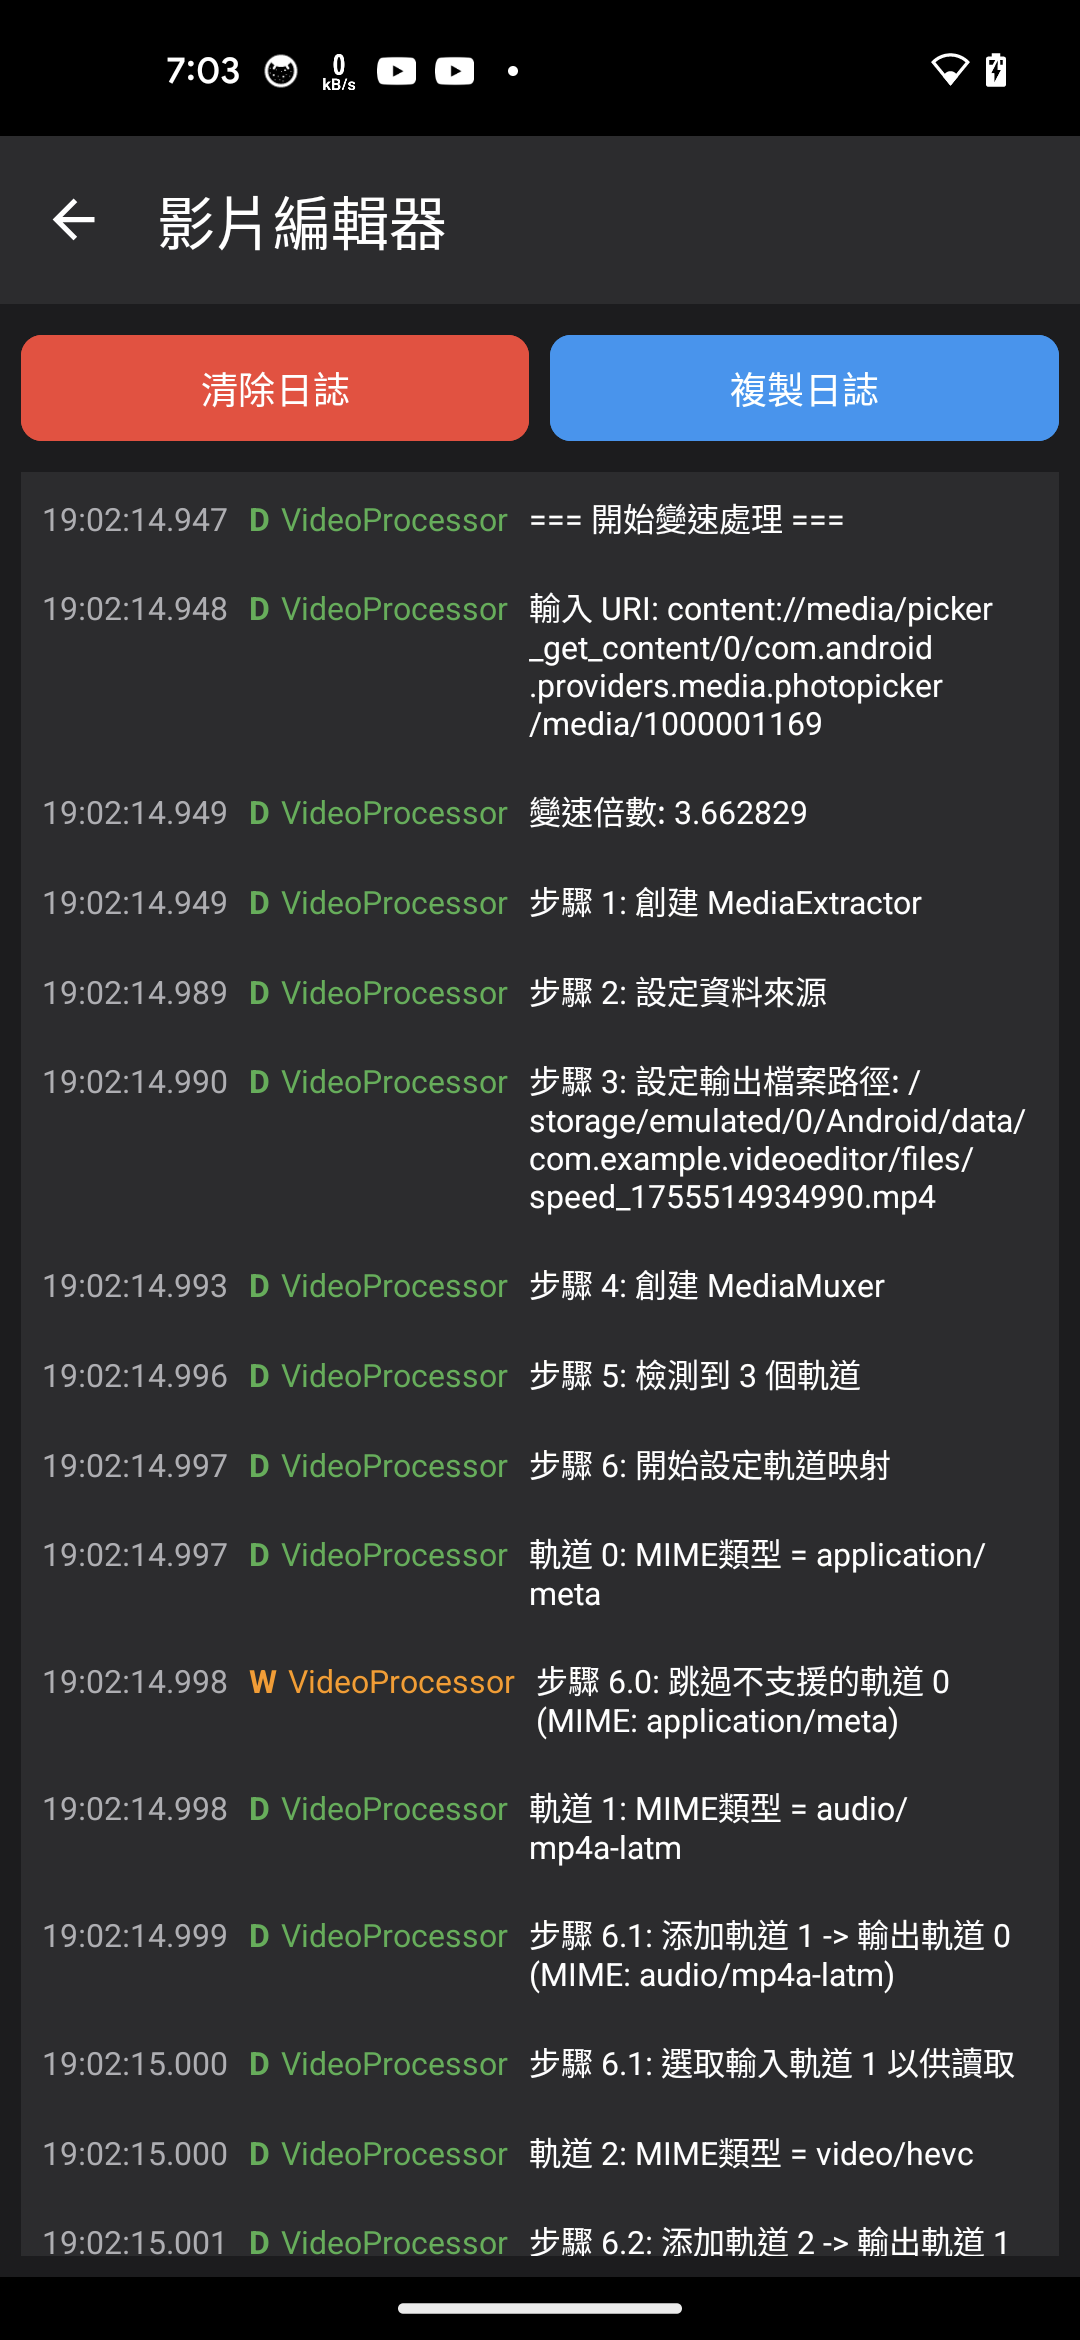 7:03 0 kB/s
影片編輯器
清除日誌 複製日誌
19:02:14.947 D VideoProcessor === 開始變速處理 ===
19:02:14.948 D VideoProcessor 輸入 URI: content://media/picker
_get_content/0/com.android
.providers.media.photopicker
/media/1000001169
19:02:14.949 D VideoProcessor 變速倍數: 3.662829
19:02:14.949 D VideoProcessor 步驟 1: 創建 MediaExtractor
19:02:14.989 D VideoProcessor 步驟 2: 設定資料來源
19:02:14.990 D VideoProcessor 步驟 3: 設定輸出檔案路徑: /
storage/emulated/0/Android/data/
com.example.videoeditor/files/
speed_1755514934990.mp4
19:02:14.993 D VideoProcessor 步驟 4: 創建 MediaMuxer
19:02:14.996 D VideoProcessor 步驟 5: 檢測到 3 個軌道
19:02:14.997 D VideoProcessor 步驟 6: 開始設定軌道映射
19:02:14.997 D VideoProcessor 軌道 0: MIME類型 = application/
meta
19:02:14.998 W VideoProcessor 步驟 6.0: 跳過不支援的軌道 0
(MIME: application/meta)
19:02:14.998 D VideoProcessor 軌道 1: MIME類型 = audio/
mp4a-latm
19:02:14.999 D VideoProcessor 步驟 6.1: 添加軌道 1 -> 輸出軌道 0
(MIME: audio/mp4a-latm)
19:02:15.000 D VideoProcessor 步驟 6.1: 選取輸入軌道 1 以供讀取
19:02:15.000 D VideoProcessor 軌道 2: MIME類型 = video/hevc
19:02:15.001 D VideoProcessor 步驟 6.2: 添加軌道 2 -> 輸出軌道 1